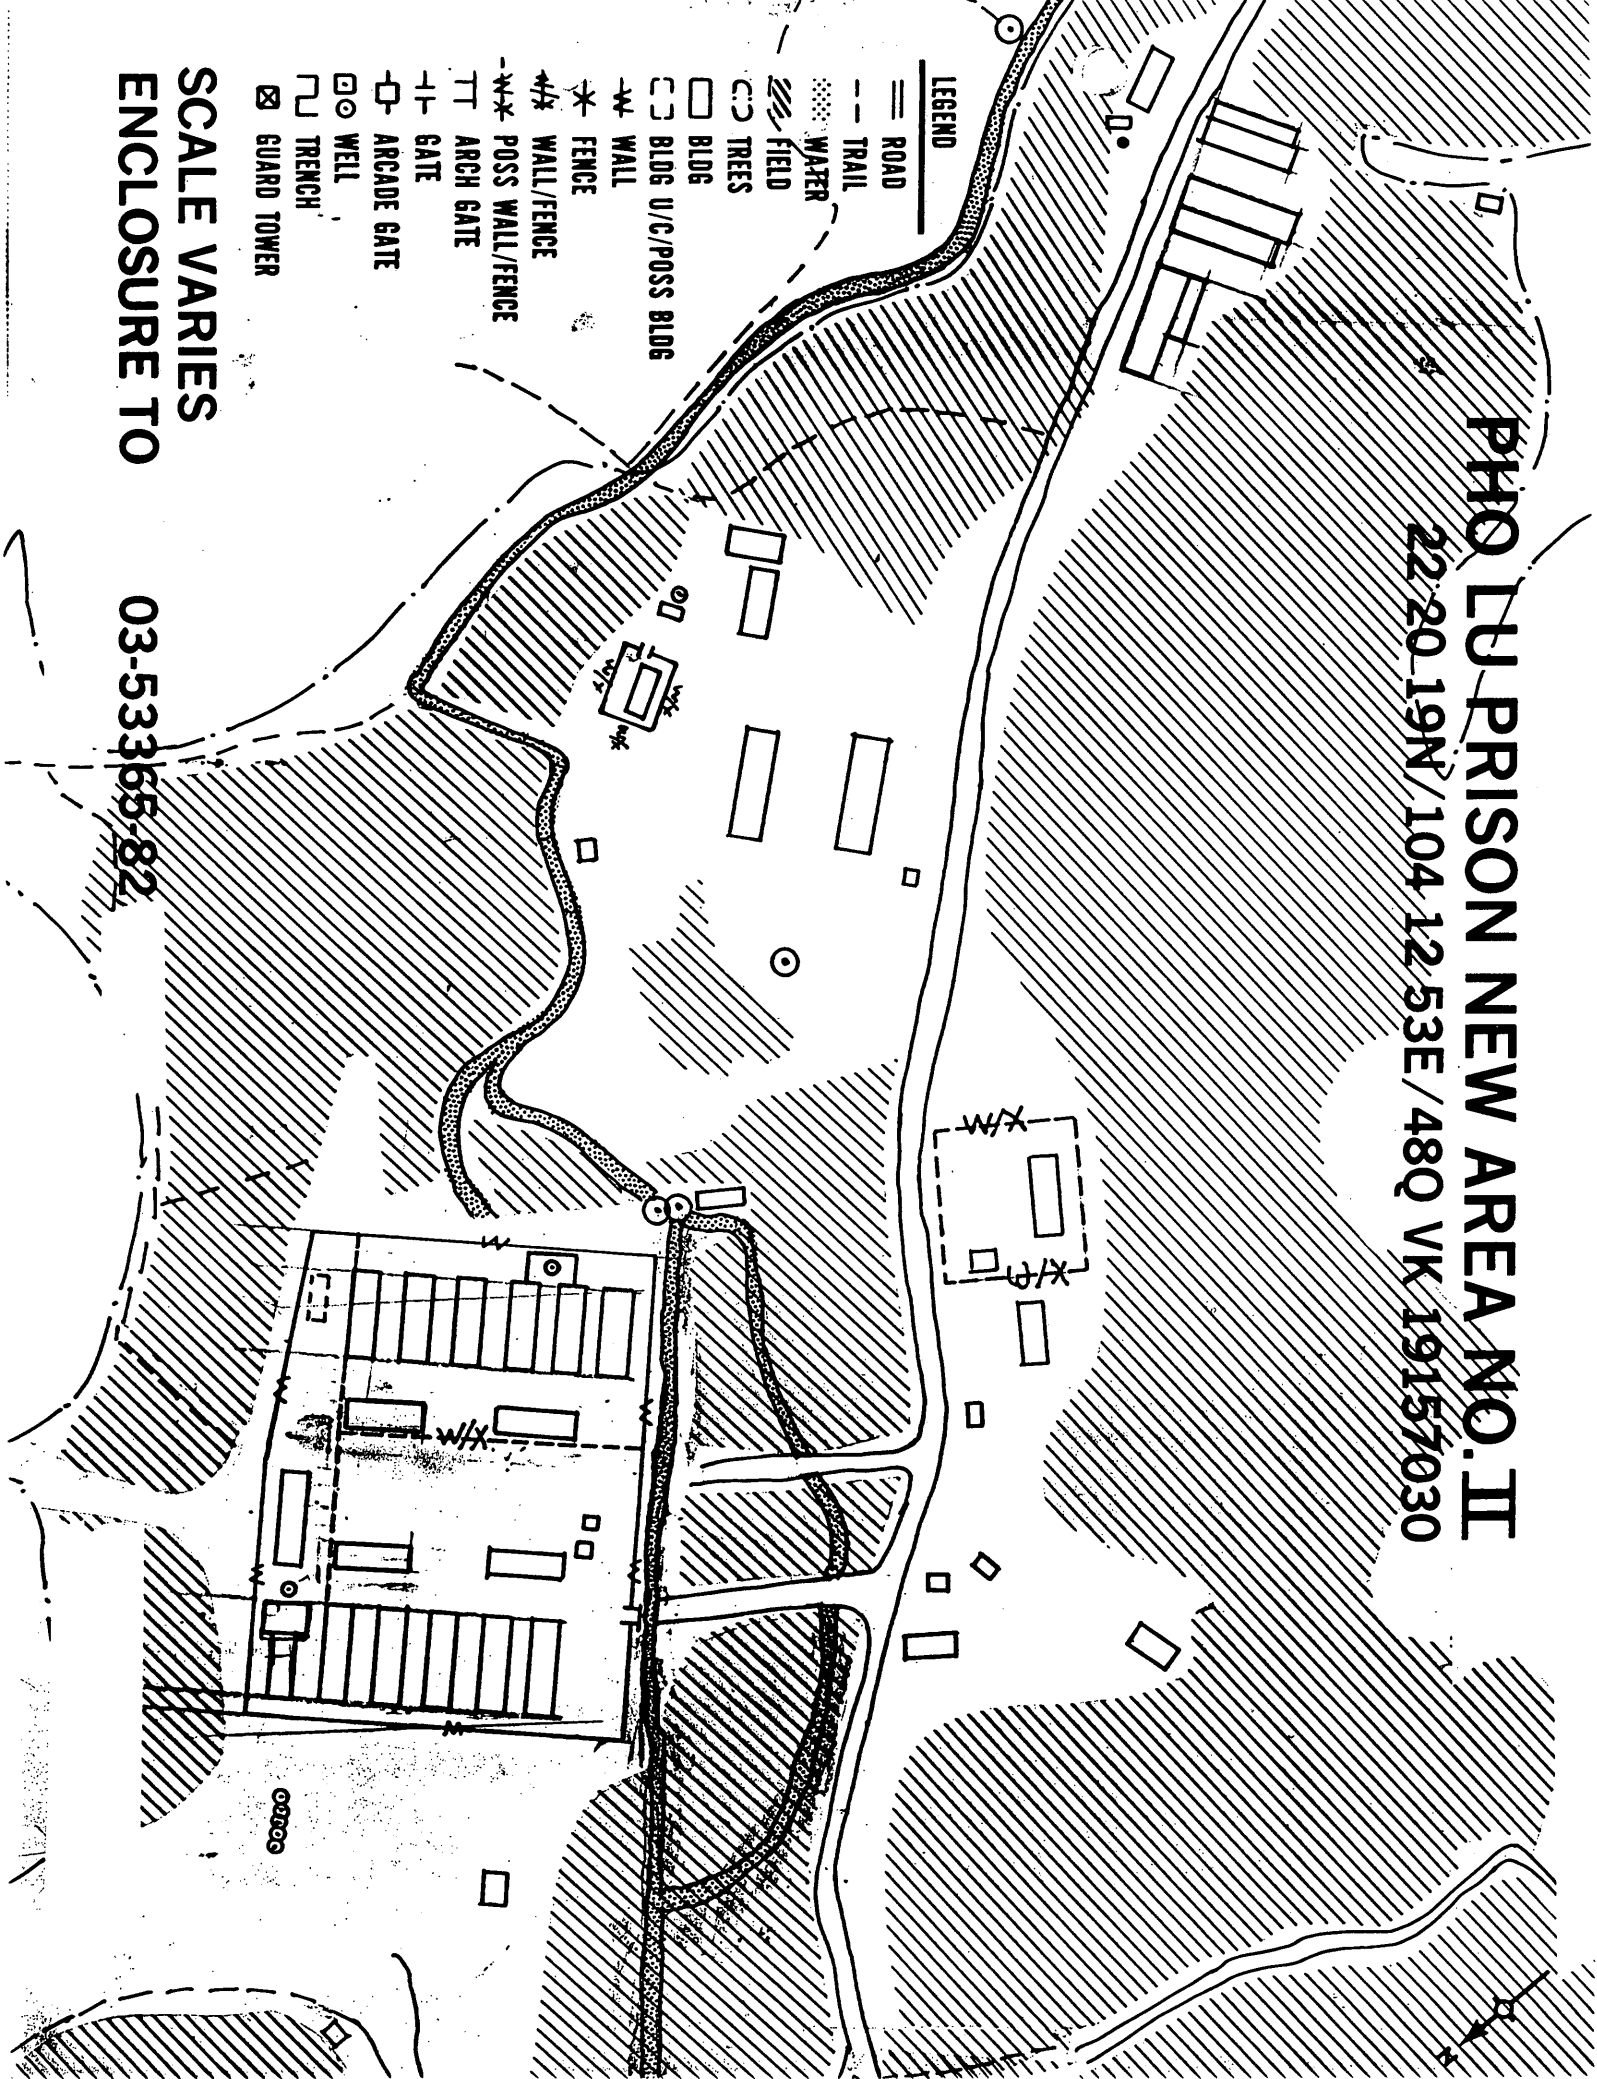 PHO LU PRISON NEW AREA NO. II
22 20 19N/104 12 53E/48Q VK 19157030
LEGEND
ROAD
TRAIL
WATER
FIELD
TREES
BLDG
BLDG U/C/POSS BLDG
WALL
FENCE
WALL/FENCE
POSS WALL/FENCE
ARCH GATE
GATE
ARCADE GATE
WELL
TRENCH
GUARD TOWER
SCALE VARIES
ENCLOSURE TO 03-53365-82
W/X
W/X
W/X
W/X
W/X
W/X
W
W
W
W
W
W
W
N